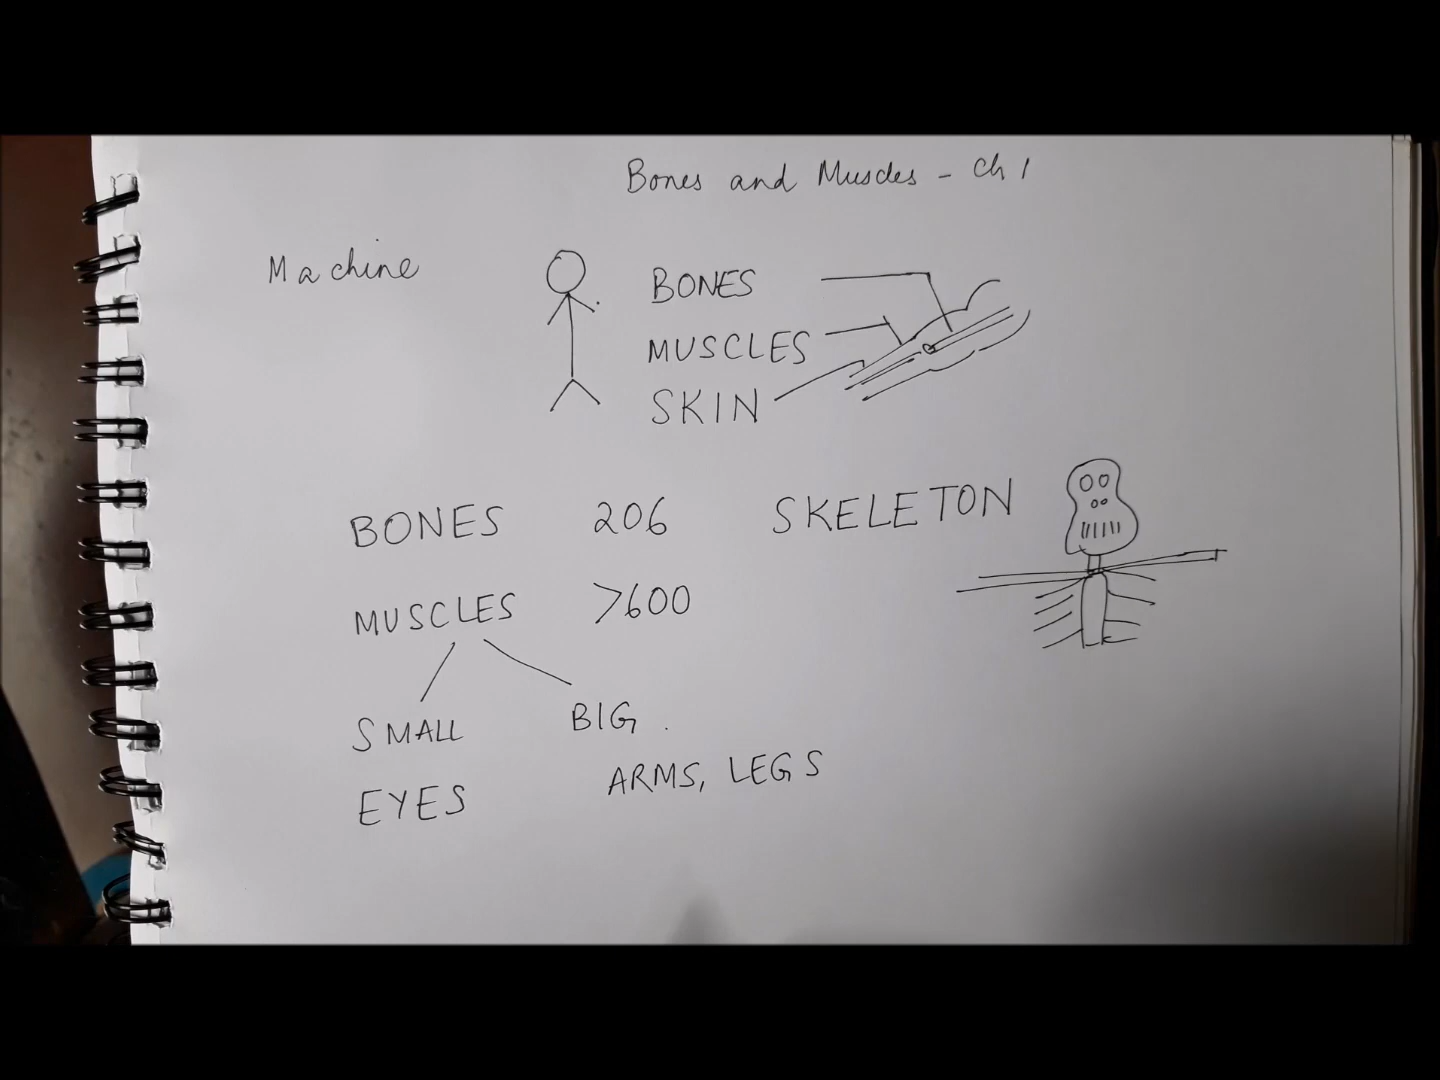 Bones and Muscles - Ch 1
Machine
BONES
MUSCLES
SKIN
BONES 206 SKELETON
MUSCLES >600
SMALL BIG
EYES ARMS, LEGS